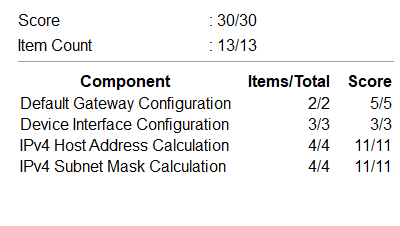 Score : 30/30
Item Count : 13/13
Component Items/Total Score
Default Gateway Configuration 2/2 5/5
Device Interface Configuration 3/3 3/3
IPv4 Host Address Calculation 4/4 11/11
IPv4 Subnet Mask Calculation 4/4 11/11